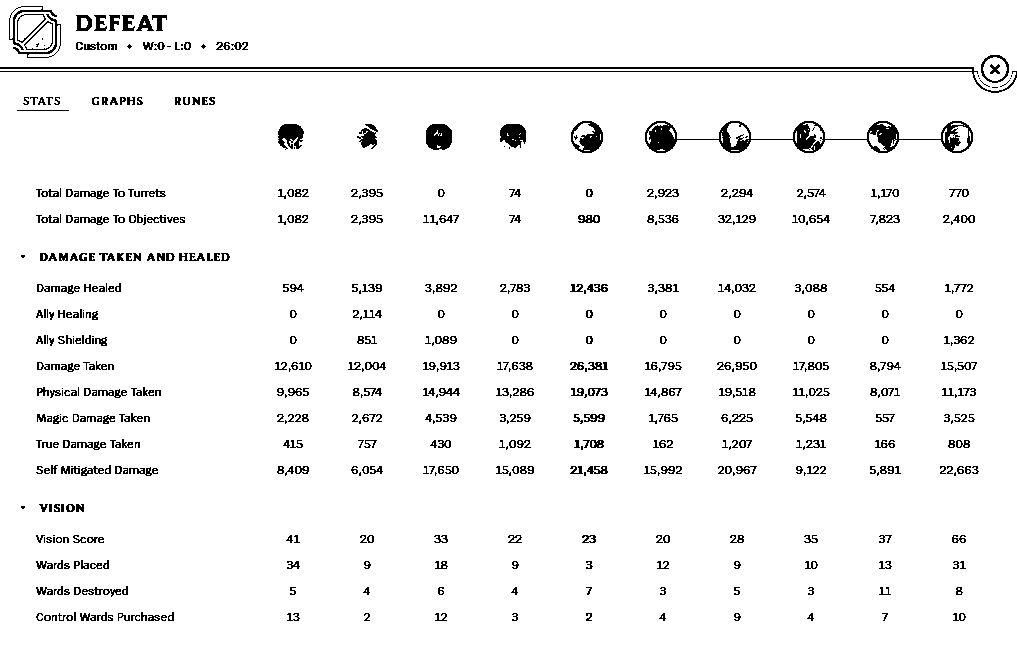 DEFEAT
Custom • W:0 - L:0 • 26:02
STATS GRAPHS RUNES
Total Damage To Turrets 1,082 2,395 0 74 0 2,923 2,294 2,574 1,170 770
Total Damage To Objectives 1,082 2,395 11,647 74 980 8,536 32,129 10,654 7,823 2,400
DAMAGE TAKEN AND HEALED
Damage Healed 594 5,139 3,892 2,783 12,436 3,381 14,032 3,088 554 1,772
Ally Healing 0 2,114 0 0 0 0 0 0 0 0
Ally Shielding 0 851 1,089 0 0 0 0 0 0 1,362
Damage Taken 12,610 12,004 19,913 17,638 26,381 16,795 26,950 17,805 8,794 15,507
Physical Damage Taken 9,965 8,574 14,944 13,286 19,073 14,867 19,518 11,025 8,071 11,173
Magic Damage Taken 2,228 2,672 4,539 3,259 5,599 1,765 6,225 5,548 557 3,525
True Damage Taken 415 757 430 1,092 1,708 162 1,207 1,231 166 808
Self Mitigated Damage 8,409 6,054 17,650 15,089 21,458 15,992 20,967 9,122 5,891 22,663
VISION
Vision Score 41 20 33 22 23 20 28 35 37 66
Wards Placed 34 9 18 9 3 12 9 10 13 31
Wards Destroyed 5 4 6 4 7 3 5 3 11 8
Control Wards Purchased 13 2 12 3 2 4 9 4 7 10